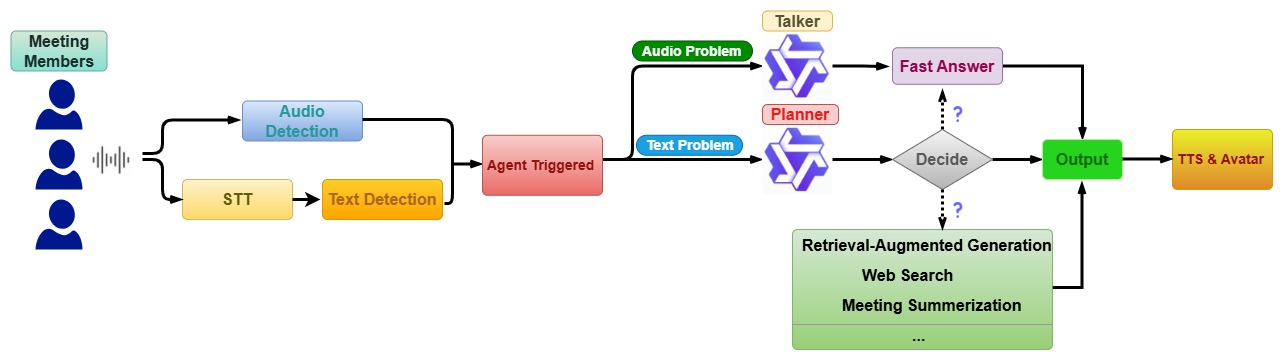 Meeting
Members
Audio
Detection
STT
Text Detection
Agent Triggered
Audio Problem
Text Problem
Talker
Planner
Fast Answer
?
Decide
?
Retrieval-Augmented Generation
Web Search
Meeting Summerization
...
Output
TTS & Avatar